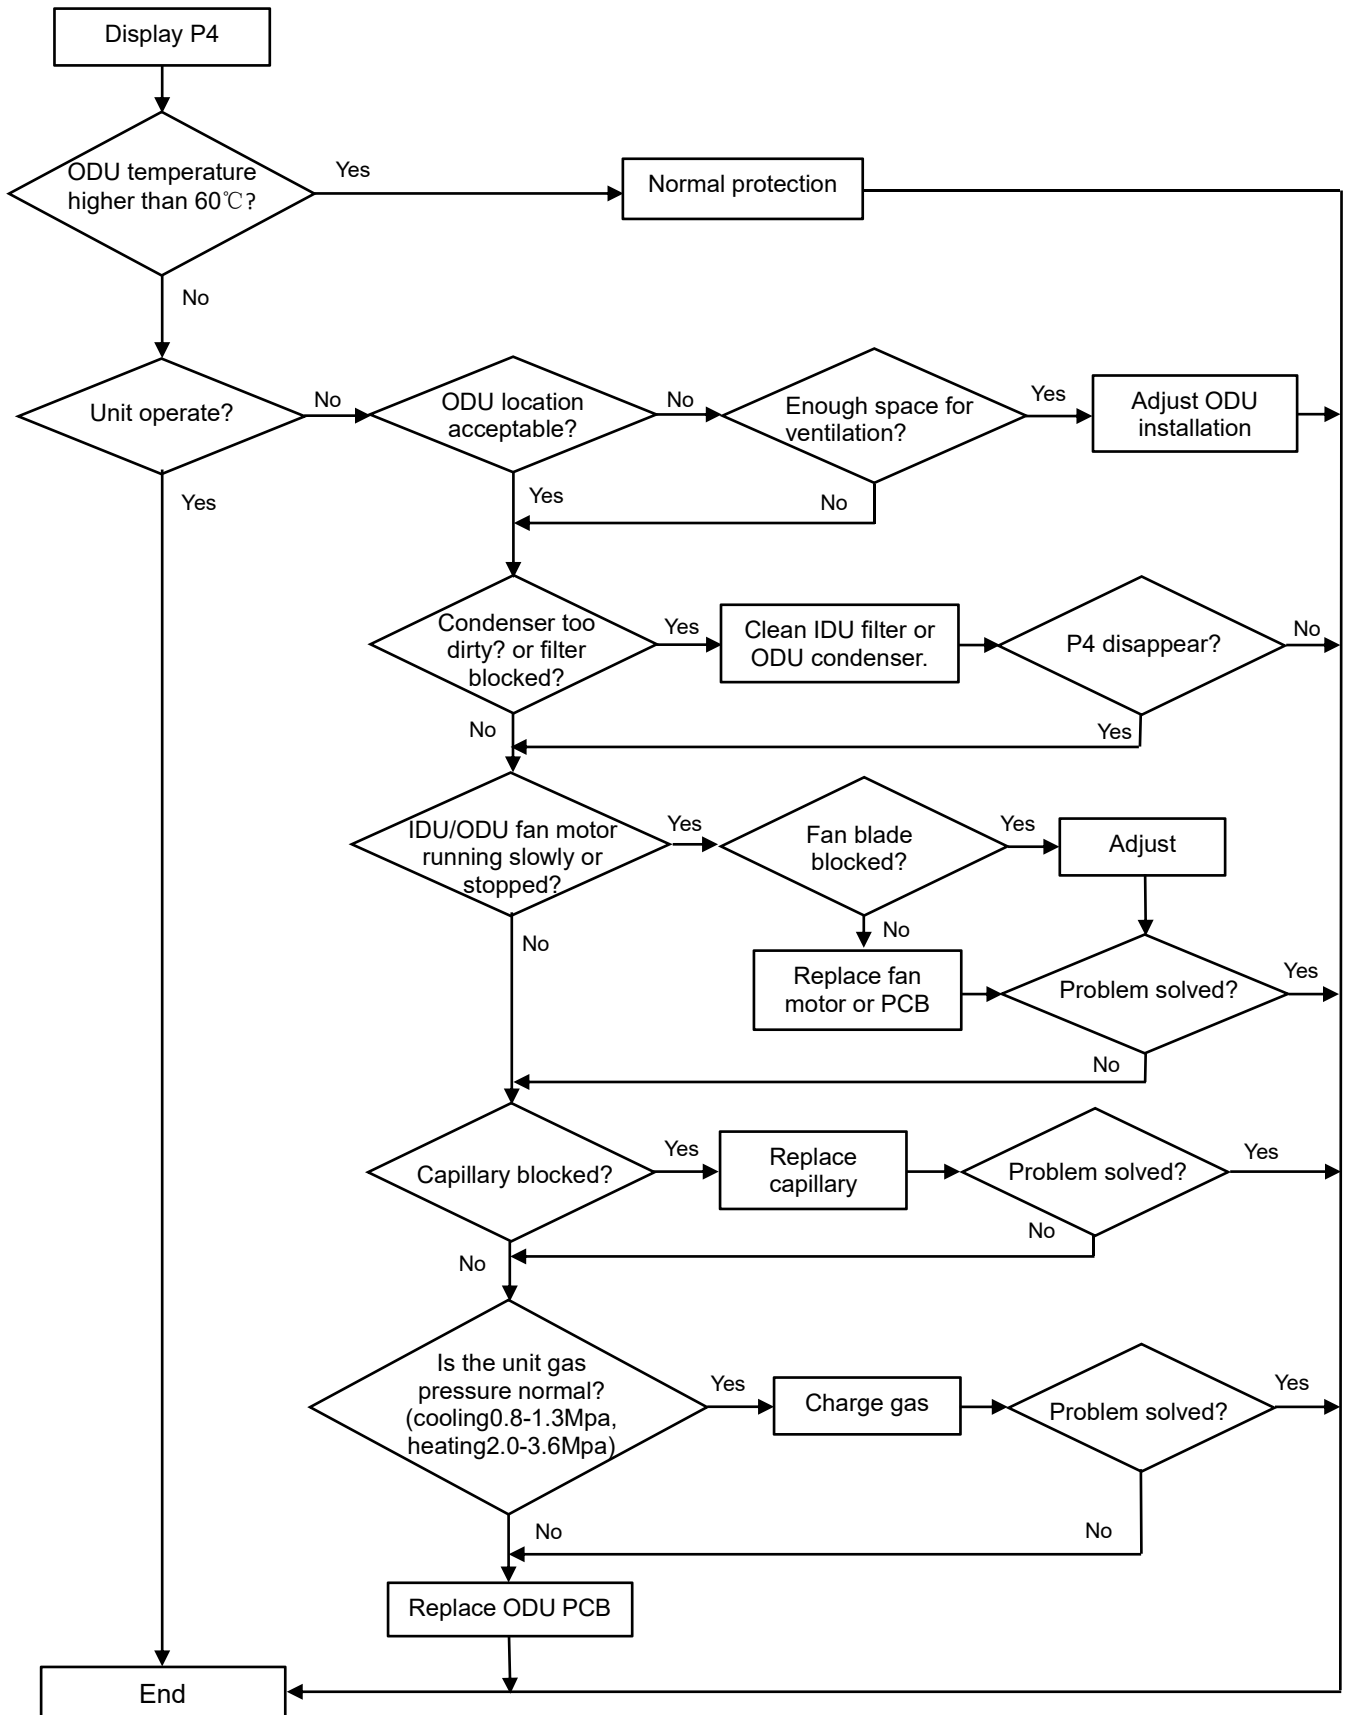 Display P4
ODU temperature
higher than 60℃?
Yes
Normal protection
No
Unit operate?
No
ODU location
acceptable?
No
Enough space for
ventilation?
Yes
Adjust ODU
installation
Yes
Yes
No
Condenser too
dirty? or filter
blocked?
Yes
Clean IDU filter or
ODU condenser.
P4 disappear?
No
No
Yes
IDU/ODU fan motor
running slowly or
stopped?
Yes
Fan blade
blocked?
Yes
Adjust
No
No
Replace fan
motor or PCB
Problem solved?
Yes
No
Capillary blocked?
Yes
Replace
capillary
Problem solved?
Yes
No
No
Is the unit gas
pressure normal?
(cooling0.8-1.3Mpa,
heating2.0-3.6Mpa)
Yes
Charge gas
Problem solved?
Yes
No
No
Replace ODU PCB
End